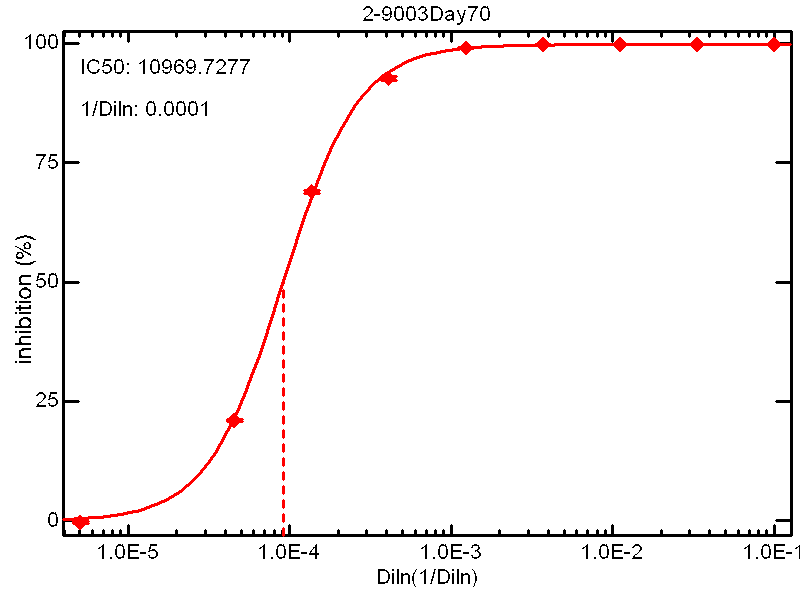 2-9003Day70
100
IC50: 10969.7277
1/Diln: 0.0001
75
50
25
0
inhibition (%)
1.0E-5 1.0E-4 1.0E-3 1.0E-2 1.0E-1
Diln(1/Diln)